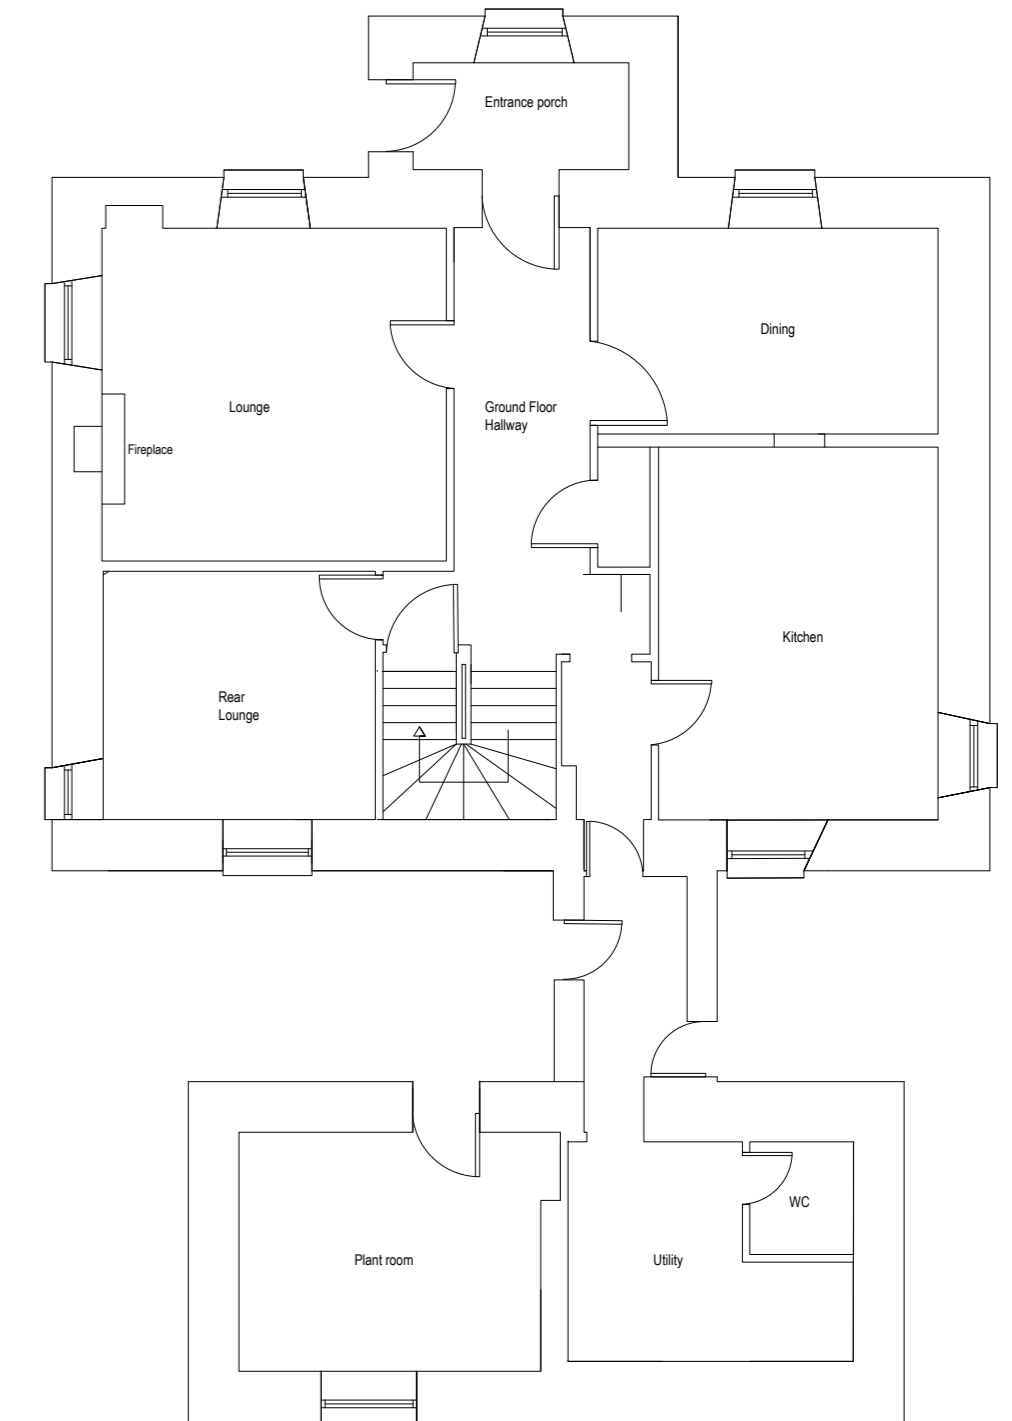 Entrance porch
Dining
Lounge
Ground Floor
Hallway
Fireplace
Kitchen
Rear
Lounge
WC
Plant room
Utility